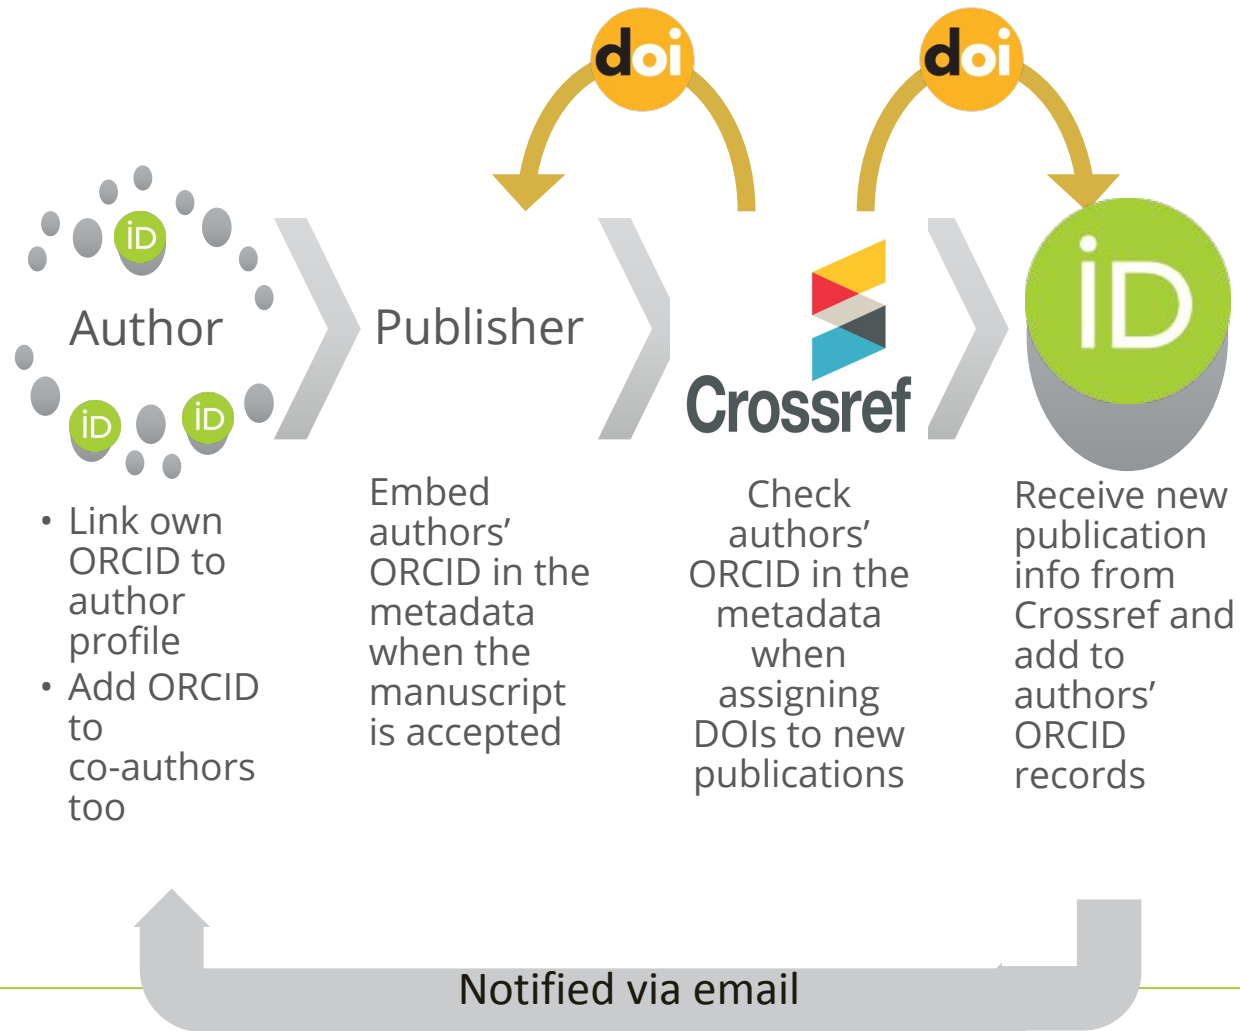 doi
doi
iD
iD
iD
Author
Publisher
Crossref
iD
• Link own
ORCID to
author
profile
• Add ORCID
to
co-authors
too
Embed
authors’
ORCID in the
metadata
when the
manuscript
is accepted
Check
authors’
ORCID in the
metadata
when
assigning
DOIs to new
publications
Receive new
publication
info from
Crossref and
add to
authors’
ORCID
records
Notified via email